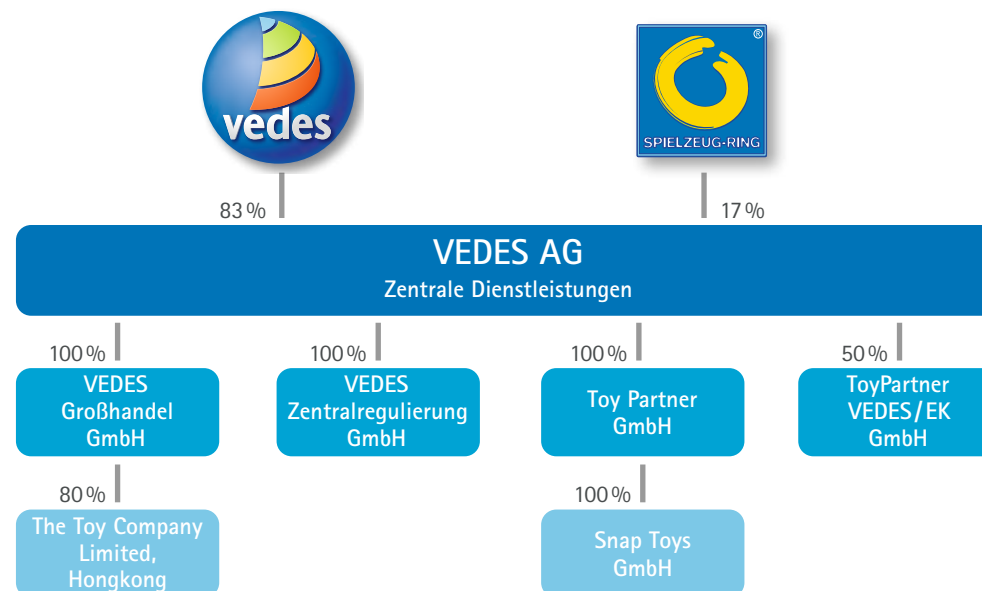 vedes
®
SPIELZEUG-RING
83 %
17 %
VEDES AG
Zentrale Dienstleistungen
100 %
100 %
100 %
50 %
VEDES
Großhandel
GmbH
VEDES
Zentralregulierung
GmbH
Toy Partner
GmbH
ToyPartner
VEDES/EK
GmbH
80 %
100 %
The Toy Company
Limited,
Hongkong
Snap Toys
GmbH